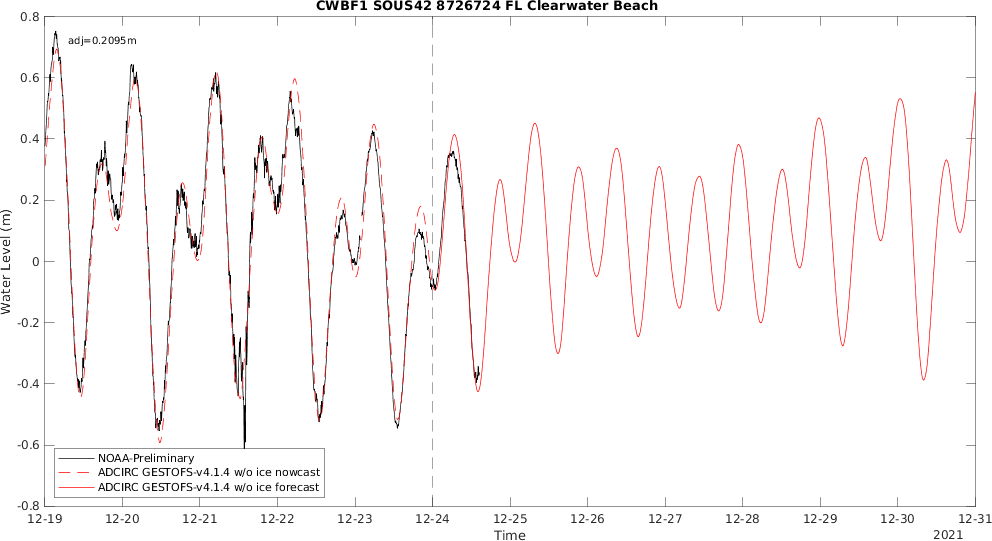 CWBF1 SOUS42 8726724 FL Clearwater Beach
0.8
adj=0.2095m
0.6
0.4
0.2
0
-0.2
-0.4
-0.6
-0.8
Water Level (m)
NOAA-Preliminary
ADCIRC GESTOFS-v4.1.4 w/o ice nowcast
ADCIRC GESTOFS-v4.1.4 w/o ice forecast
12-19 12-20 12-21 12-22 12-23 12-24 12-25 12-26 12-27 12-28 12-29 12-30 12-31
Time
2021